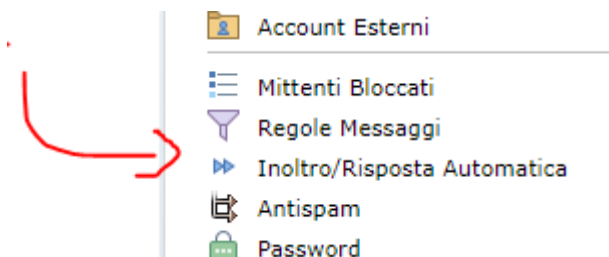 Account Esterni
Mittenti Bloccati
Regole Messaggi
Inoltro/Risposta Automatica
Antispam
Password